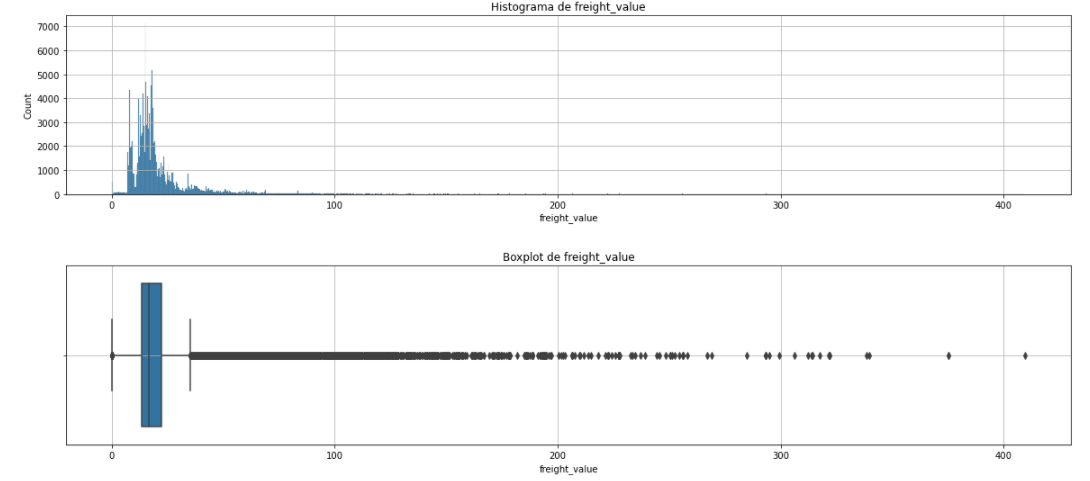 Histograma de freight_value
7000
6000
5000
4000
3000
2000
1000
0
Count
0 100 200 300 400
freight_value
Boxplot de freight_value
0 100 200 300 400
freight_value